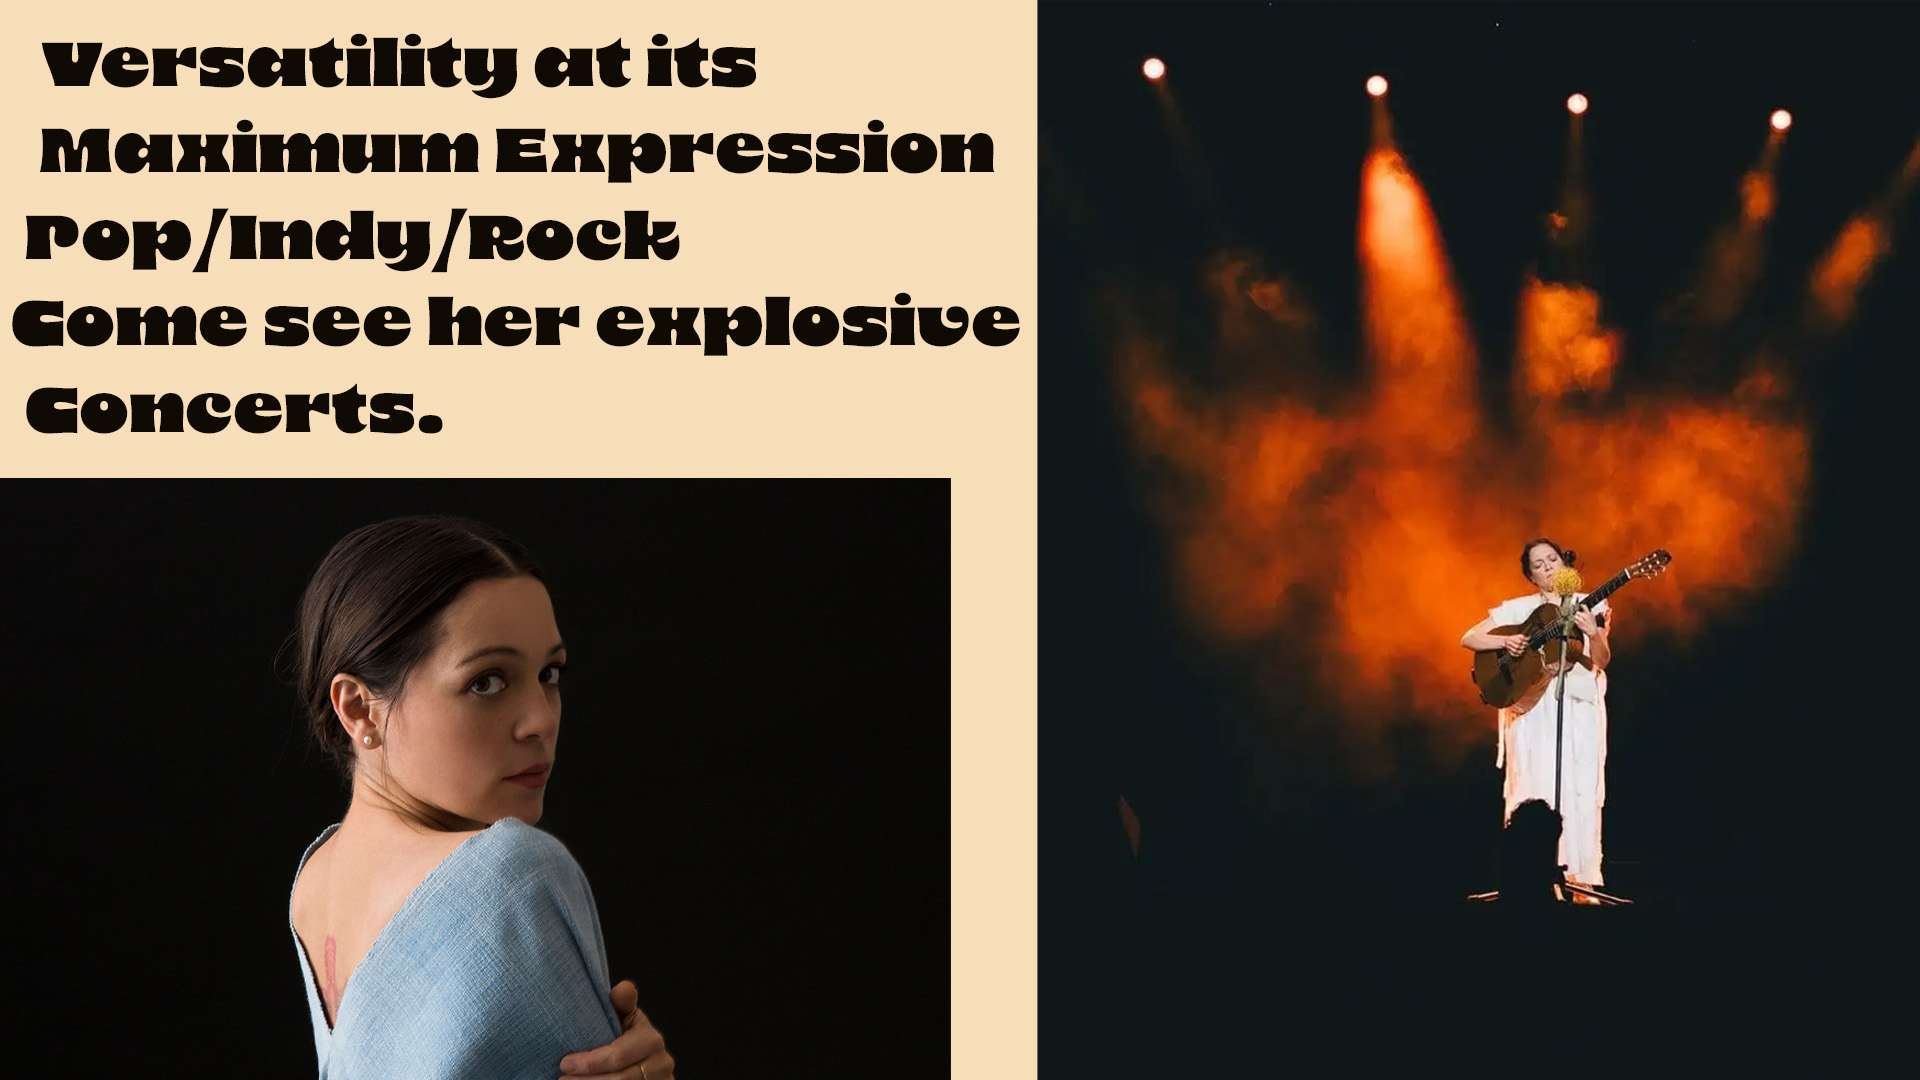 Versatility at its
Maximum Expression
Pop/Indy/Rock
Come see her explosive
Concerts.